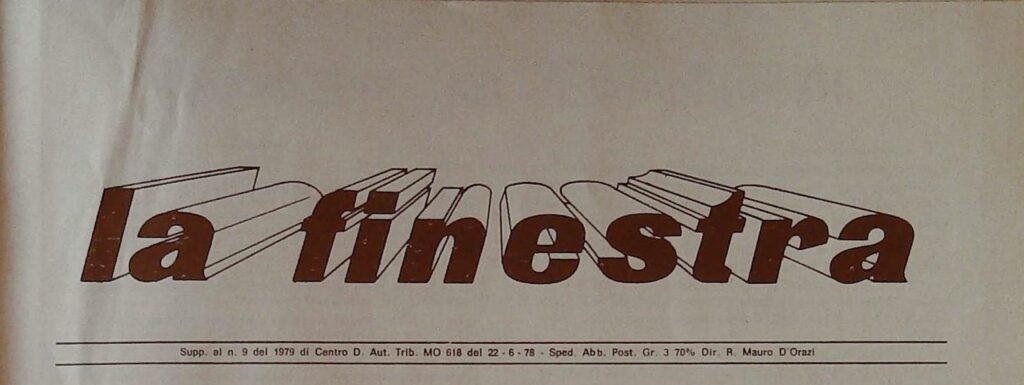 la finestra
Supp. al n. 9 del 1979 di Centro D. Aut. Trib. MO 618 del 22 - 6 - 78 - Sped. Abb. Post. Gr. 3 70% Dir. R. Mauro D'Orazi